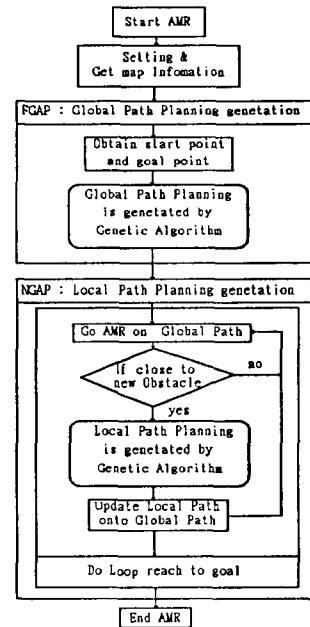 Start AMR
Setting &
Get map Infomation
FGAP : Global Path Planning genetation
Obtain start point
and goal point
Global Path Planning
is genetated by
Genetic Algorithm
NGAP : Local Path Planning genetation
Go AMR on Global Path
If close to
new Obstacle
no
yes
Local Path Planning
is genetated by
Genetic Algorithm
Update Local Path
onto Global Path
Do Loop reach to goal
End AMR